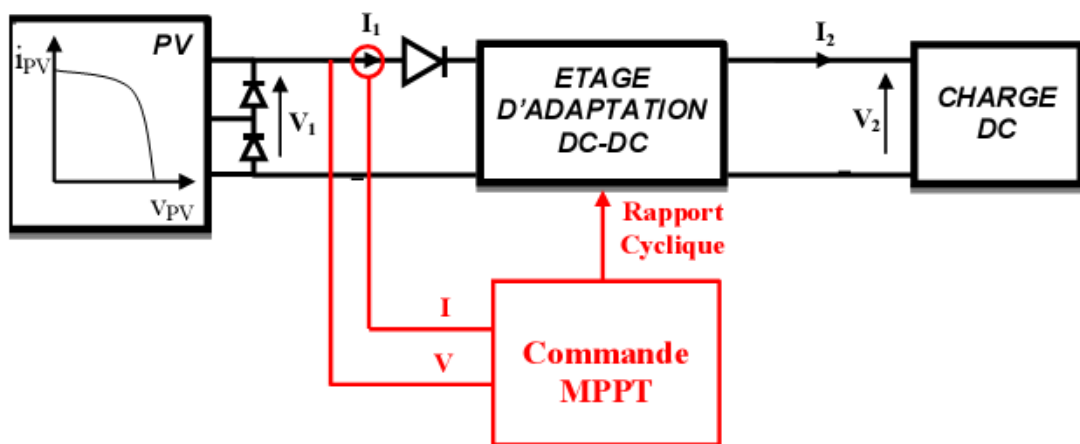 PV
iPV
VPV
V1
I1
ETAGE
D'ADAPTATION
DC-DC
I2
V2
CHARGE
DC
Rapport
Cyclique
I
V
Commande
MPPT